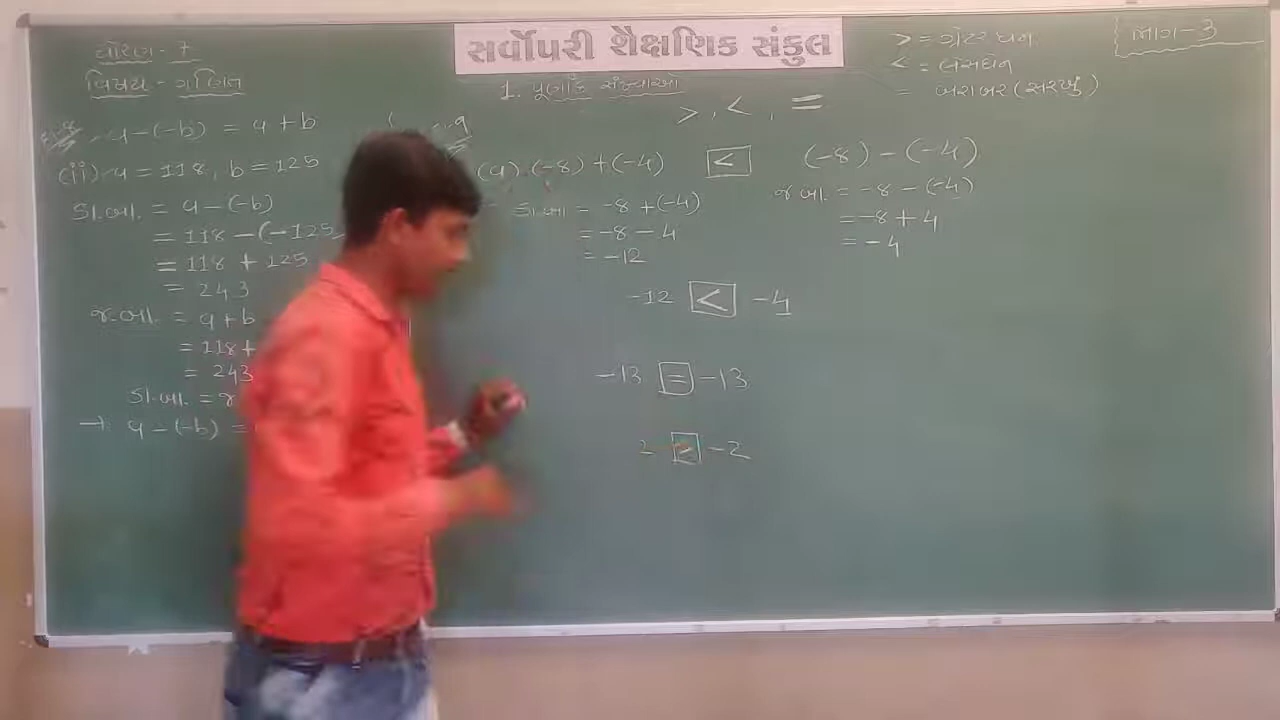 સર્વોપરી શૈક્ષણિક સંકુલ
ધોરણ - 7
વિષય - ગણિત
1. પૂર્ણાંક સંખ્યાઓ
ભાગ-3
> = ગ્રેટર ધેન
< = લેસ ધેન
= બરાબર (સરખું)
>, <, =
a-(-b) = a+b
(ii) a = 118, b = 125
ડા.બા. = a-(-b)
= 118 -(-125
= 118 + 125
= 243
જ.બા. = a+b
= 118+
= 243
ડા.બા. = જ
→ a-(-b) =
(a) (-8) + (-4) < (-8) - (-4)
ડા.બા = -8 + (-4)
= -8 - 4
= -12
જ.બા. = -8 - (-4)
= -8 + 4
= -4
-12 < -4
-13 = -13
2 > -2